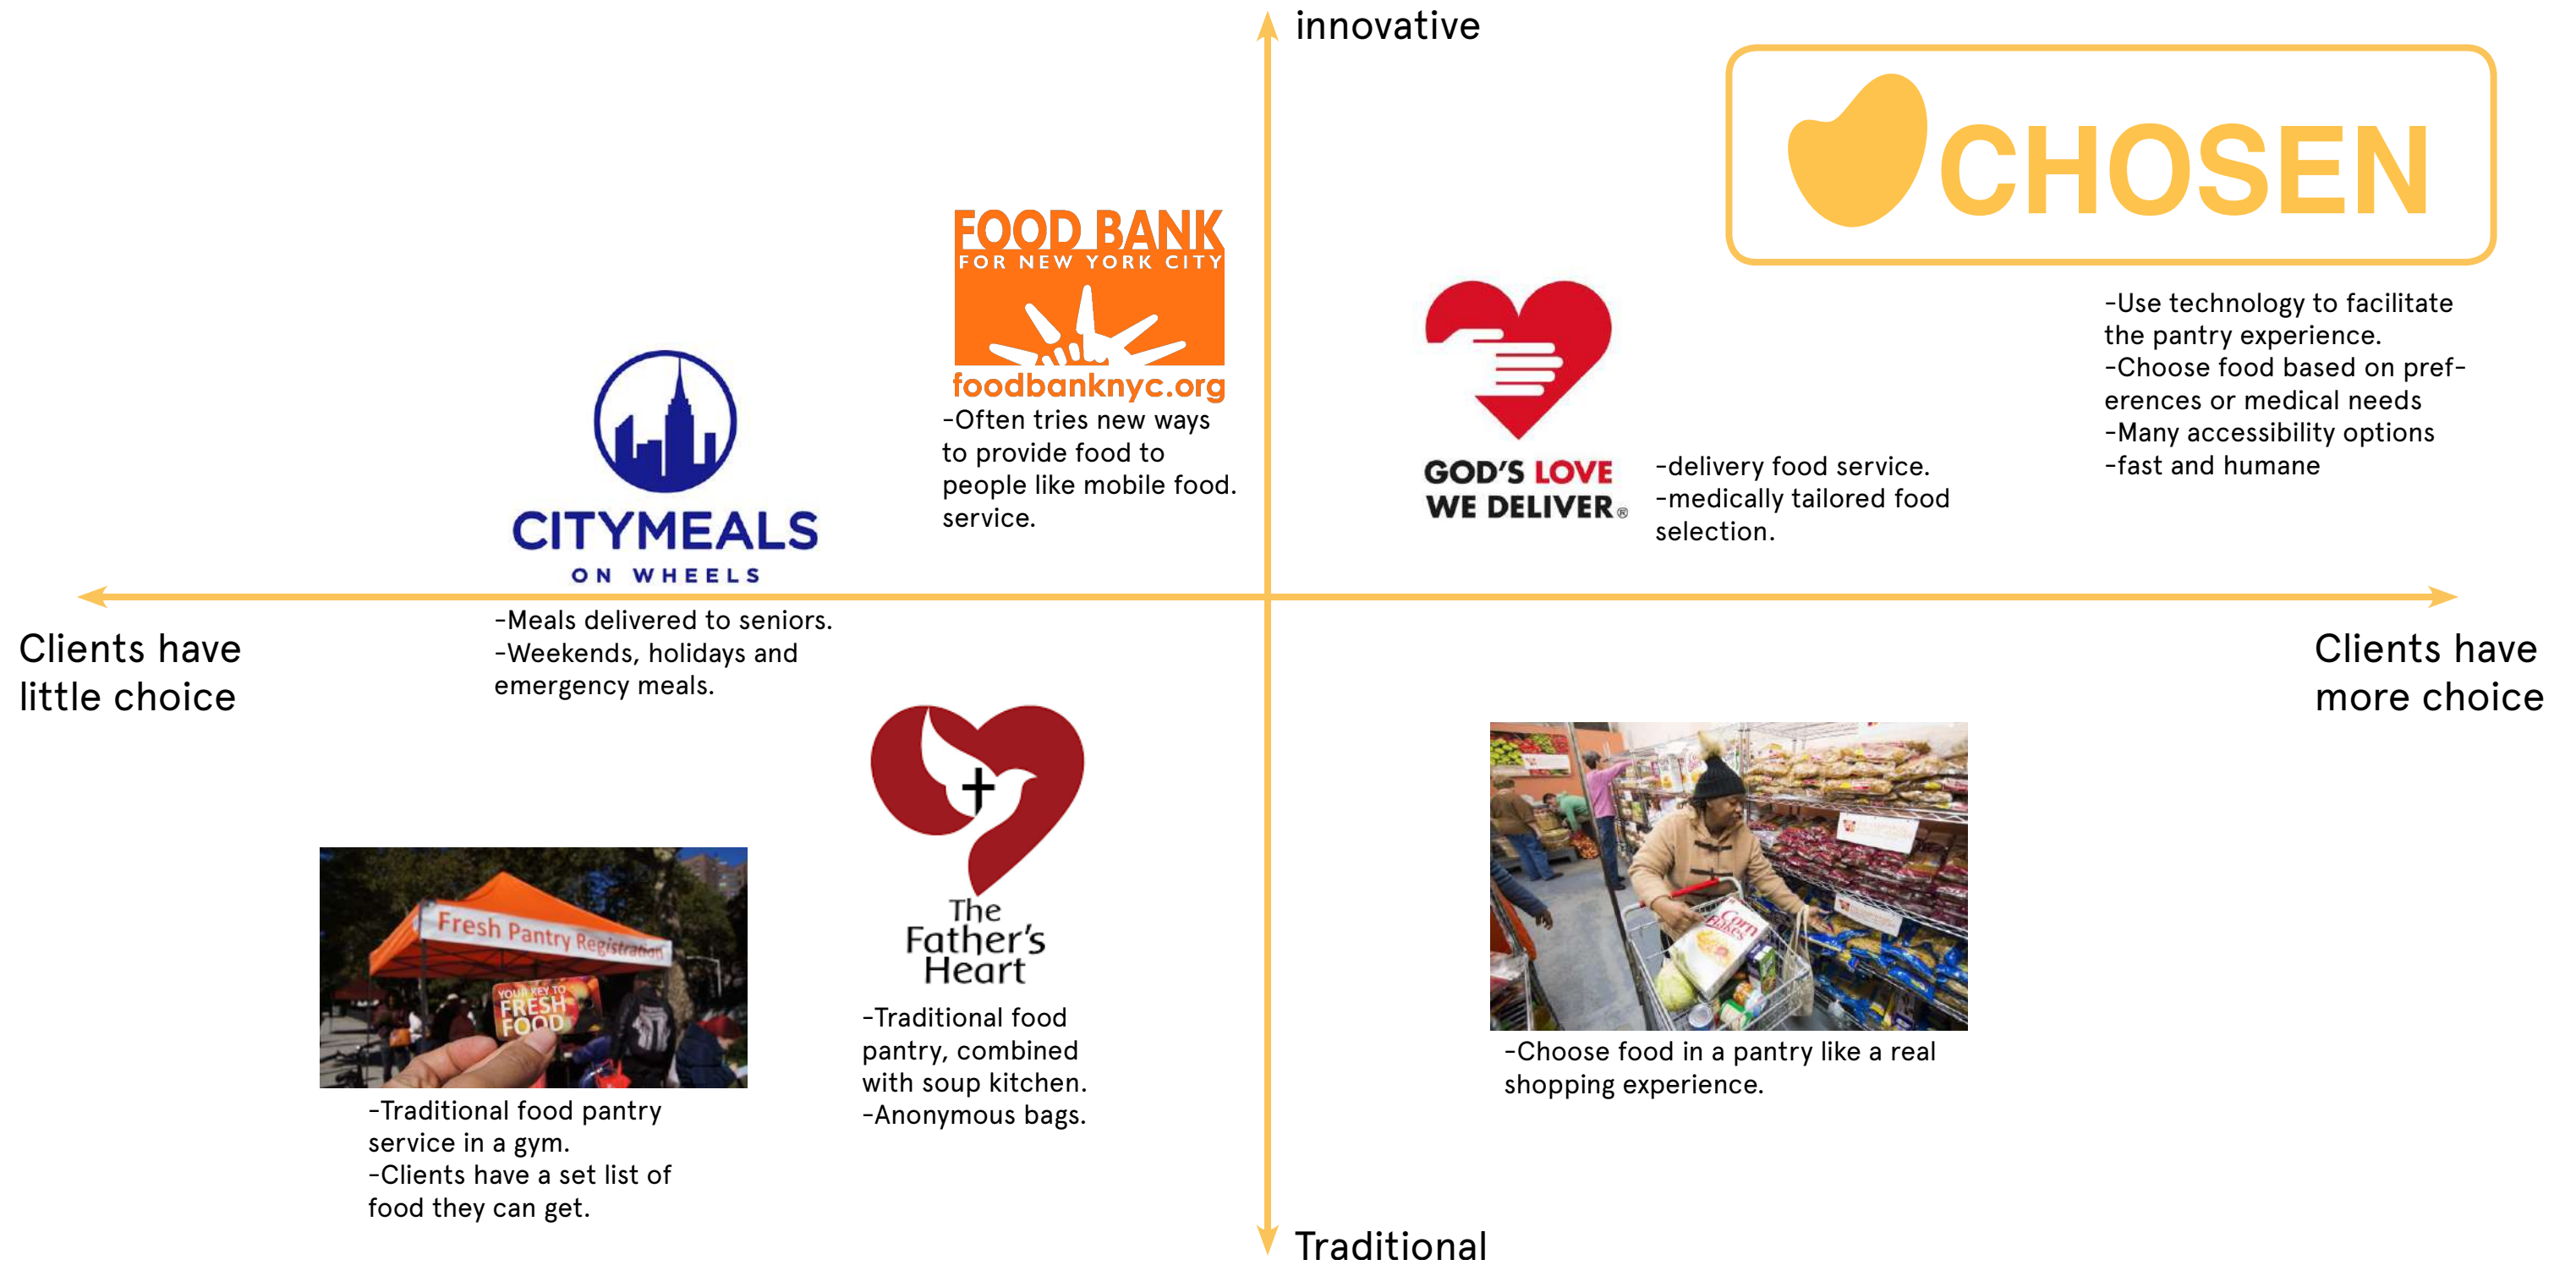 innovative
CHOSEN
-Use technology to facilitate
the pantry experience.
-Choose food based on pref-
erences or medical needs
-Many accessibility options
-fast and humane
FOOD BANK
FOR NEW YORK CITY
foodbanknyc.org
-Often tries new ways
to provide food to
people like mobile food.
service.
GOD'S LOVE
WE DELIVER®
-delivery food service.
-medically tailored food
selection.
CITYMEALS
ON WHEELS
-Meals delivered to seniors.
-Weekends, holidays and
emergency meals.
Clients have
little choice
Clients have
more choice
The
Father's
Heart
-Traditional food
pantry, combined
with soup kitchen.
-Anonymous bags.
Fresh Pantry Registration
YOUR KEY TO
FRESH
FOOD
-Traditional food pantry
service in a gym.
-Clients have a set list of
food they can get.
Corn
Flakes
-Choose food in a pantry like a real
shopping experience.
Traditional